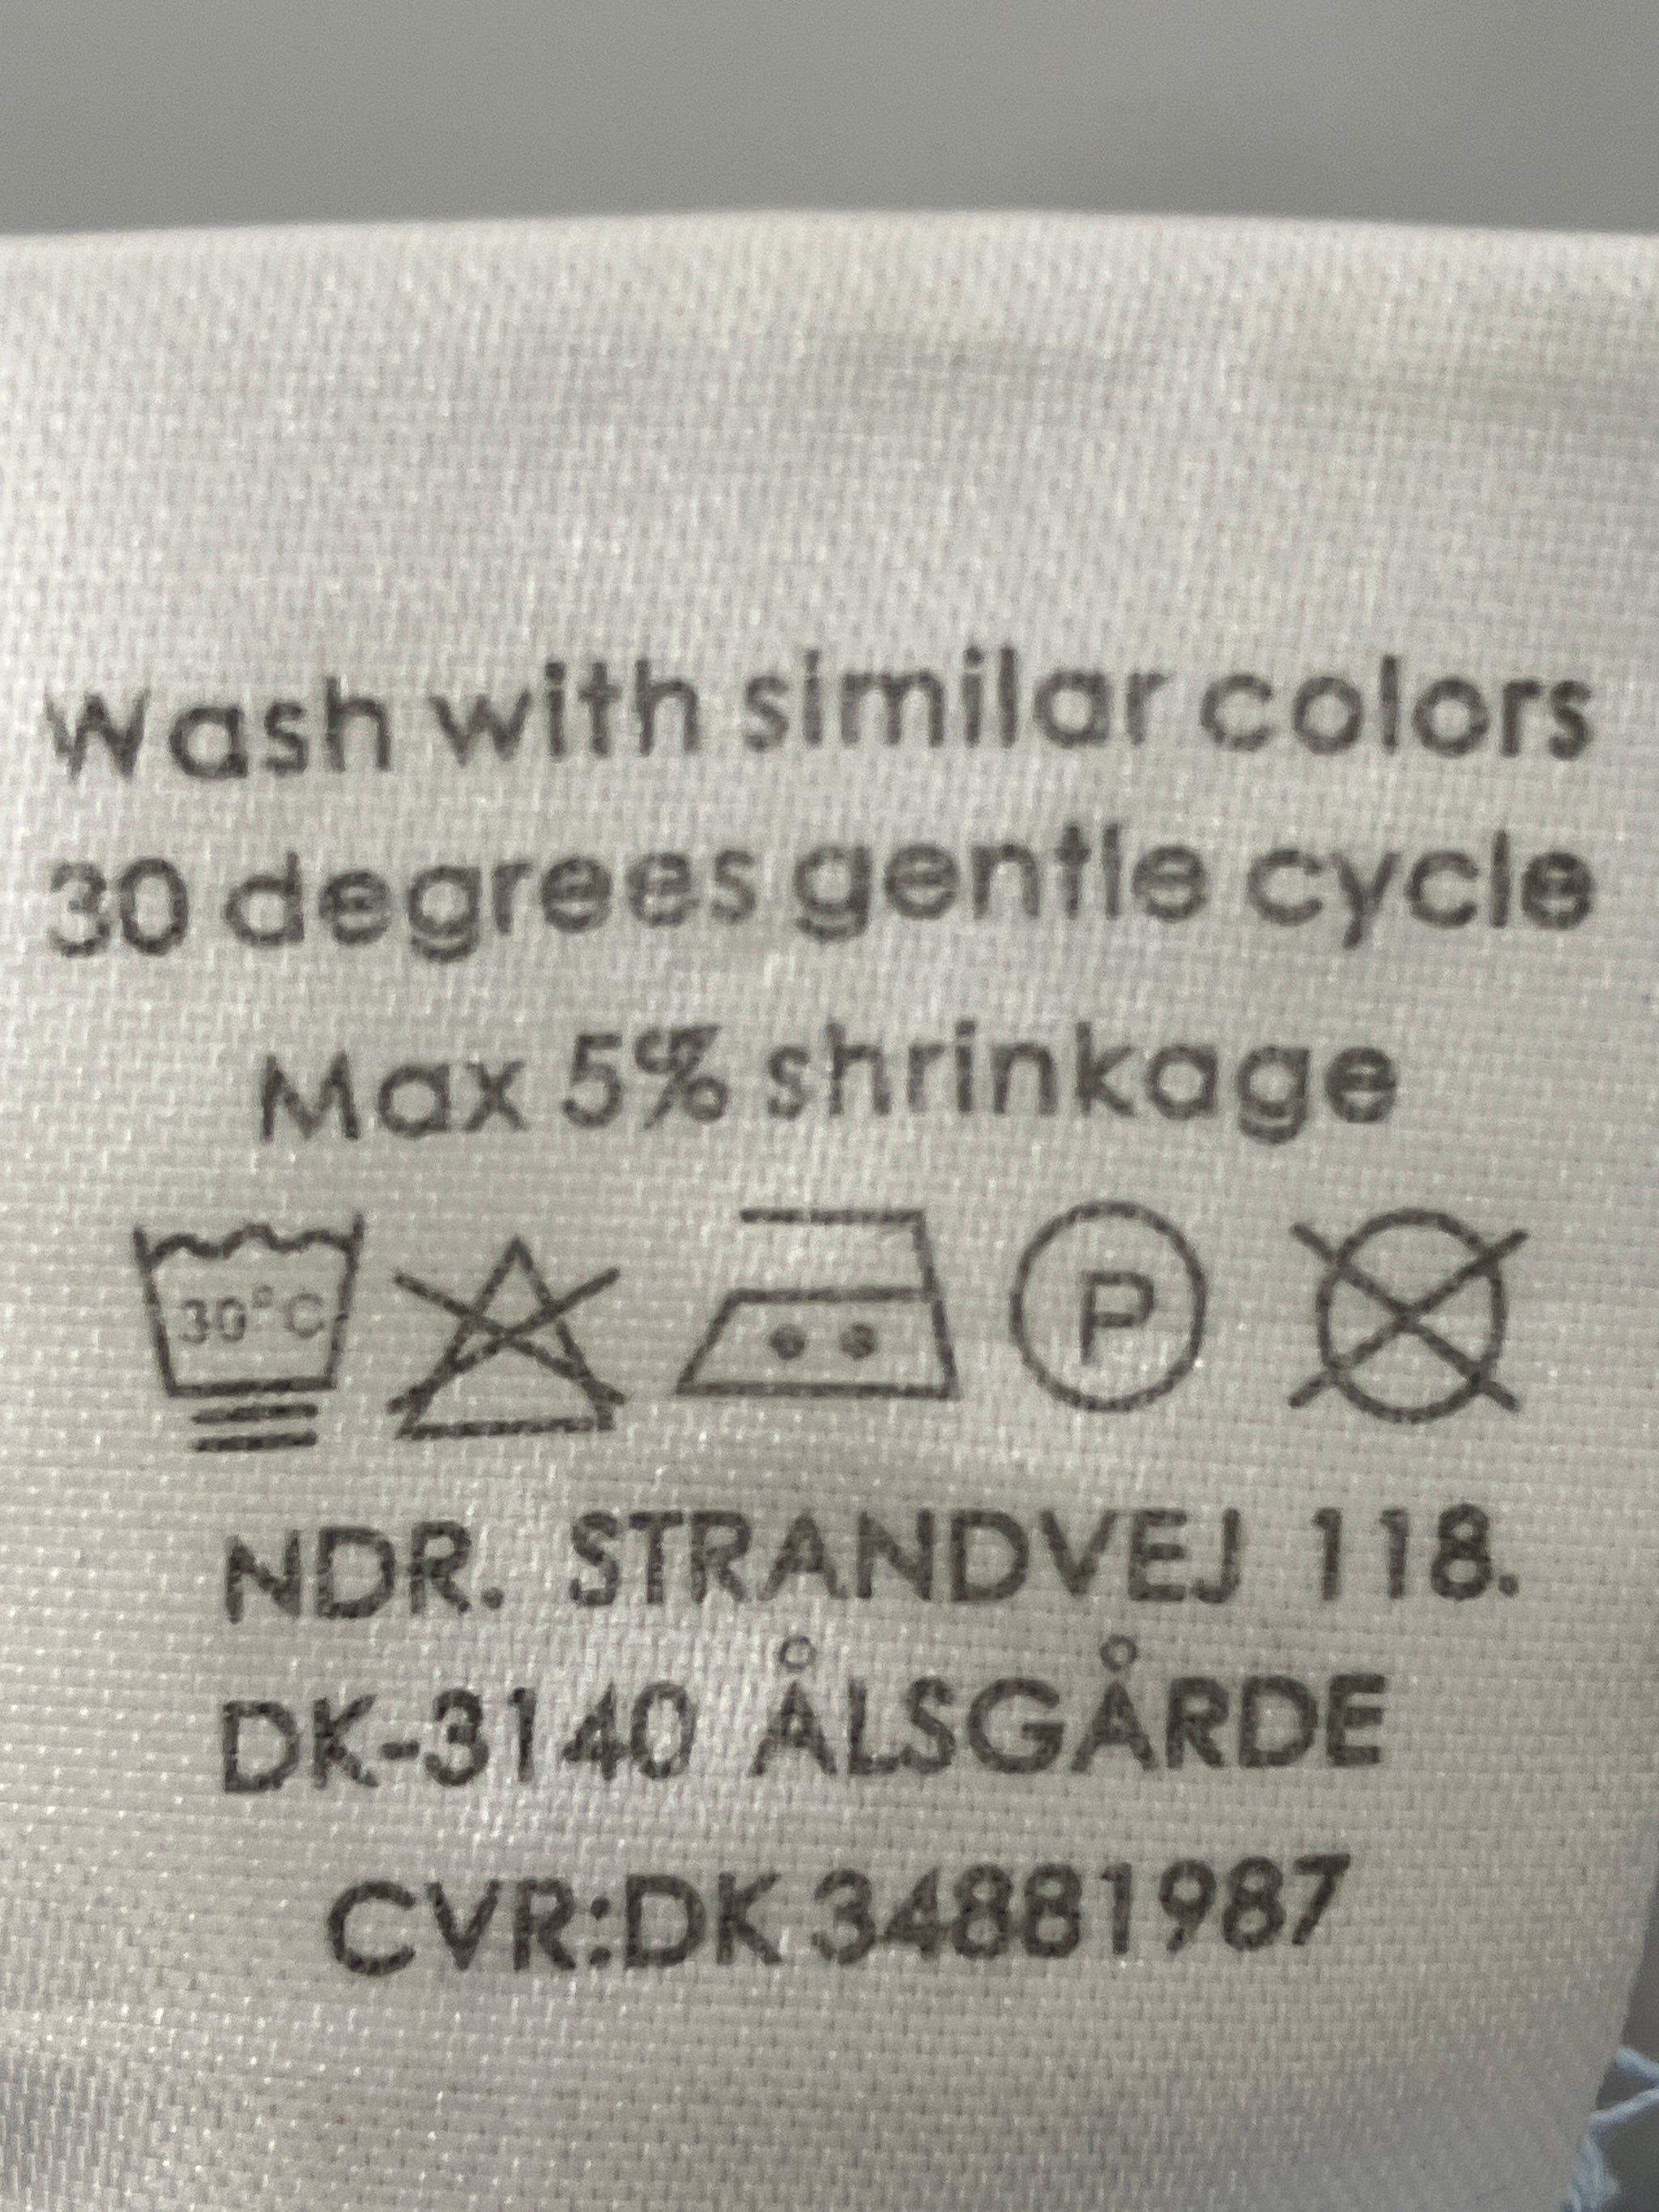 Wash with similar colors
30 degrees gentle cycle
Max 5% shrinkage
30°C P
NDR. STRANDVEJ 118.
DK-3140 ÅLSGÅRDE
CVR:DK 34881987